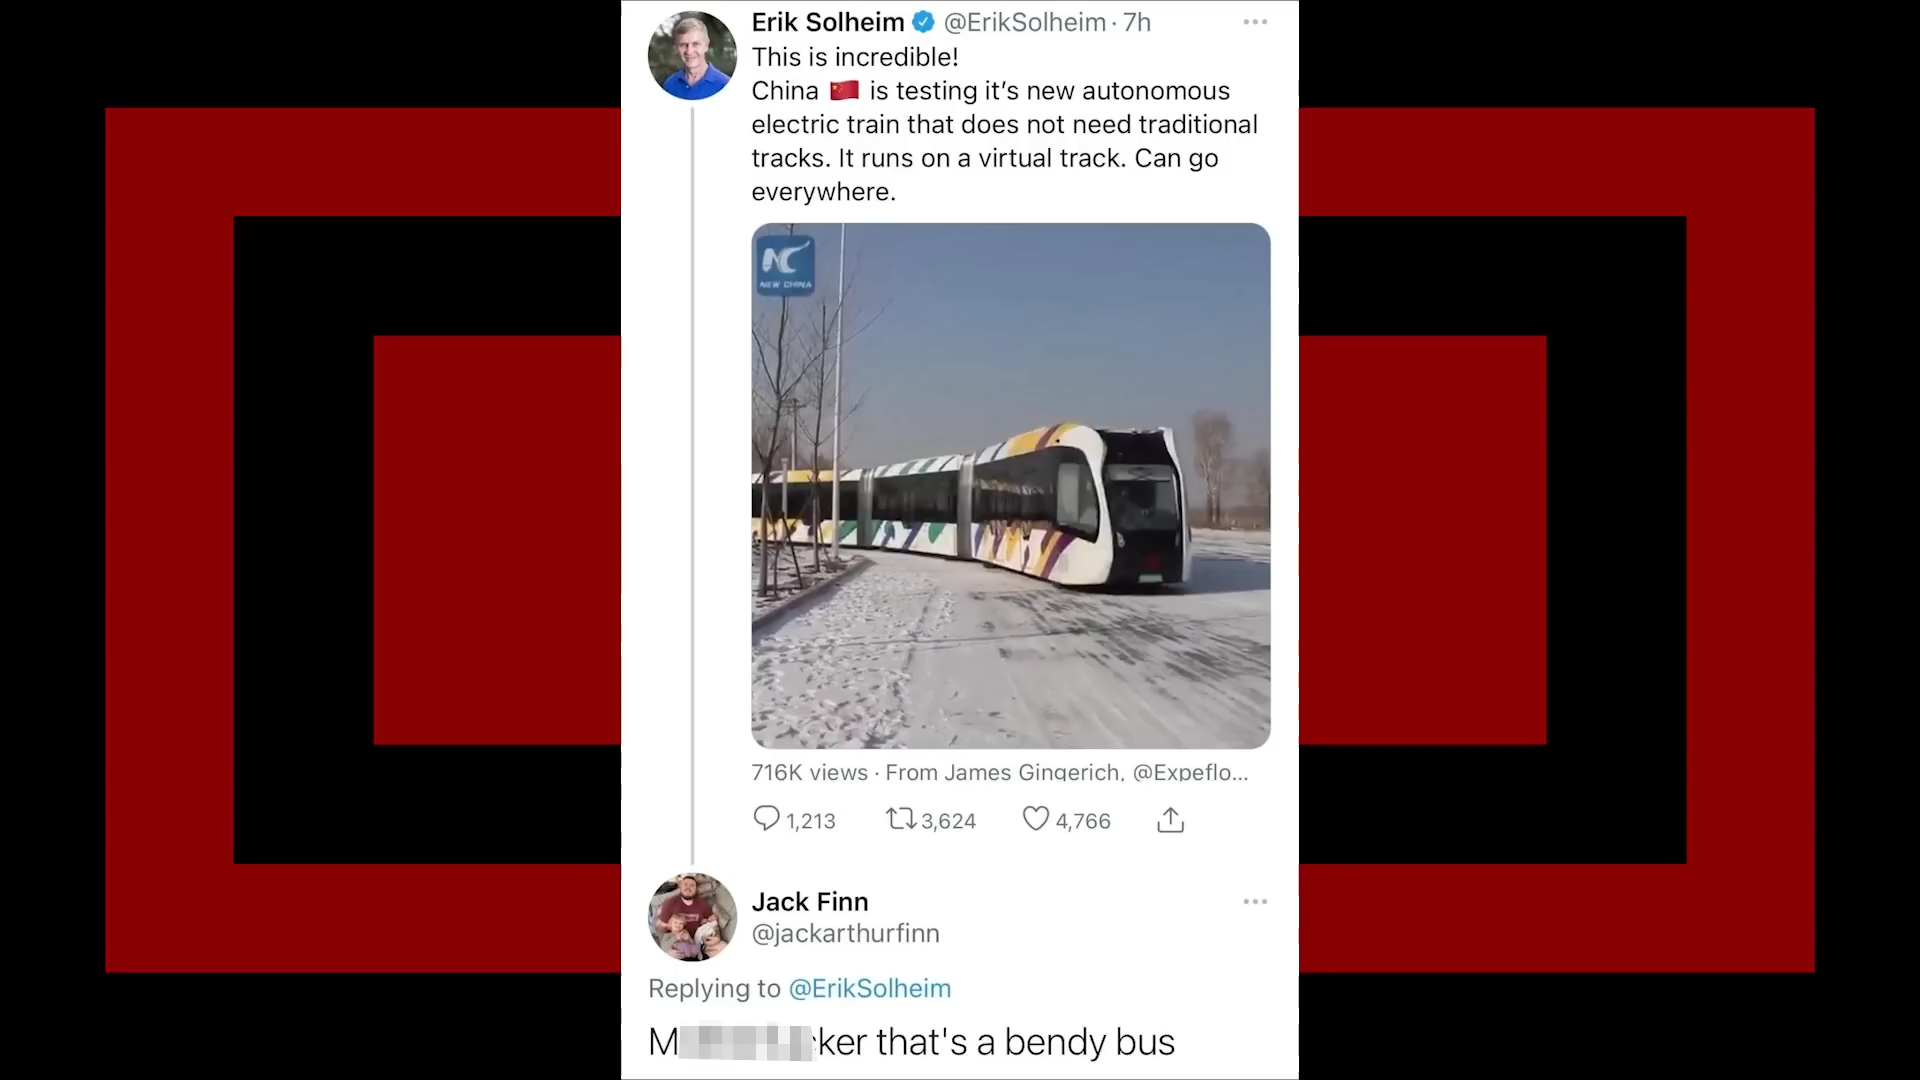 Erik Solheim @ErikSolheim · 7h
This is incredible!
China 🇨🇳 is testing it’s new autonomous
electric train that does not need traditional
tracks. It runs on a virtual track. Can go
everywhere.
NC
NEW CHINA
716K views · From James Gingerich, @Expeflo...
1,213 3,624 4,766
Jack Finn
@jackarthurfinn
Replying to @ErikSolheim
M ker that's a bendy bus